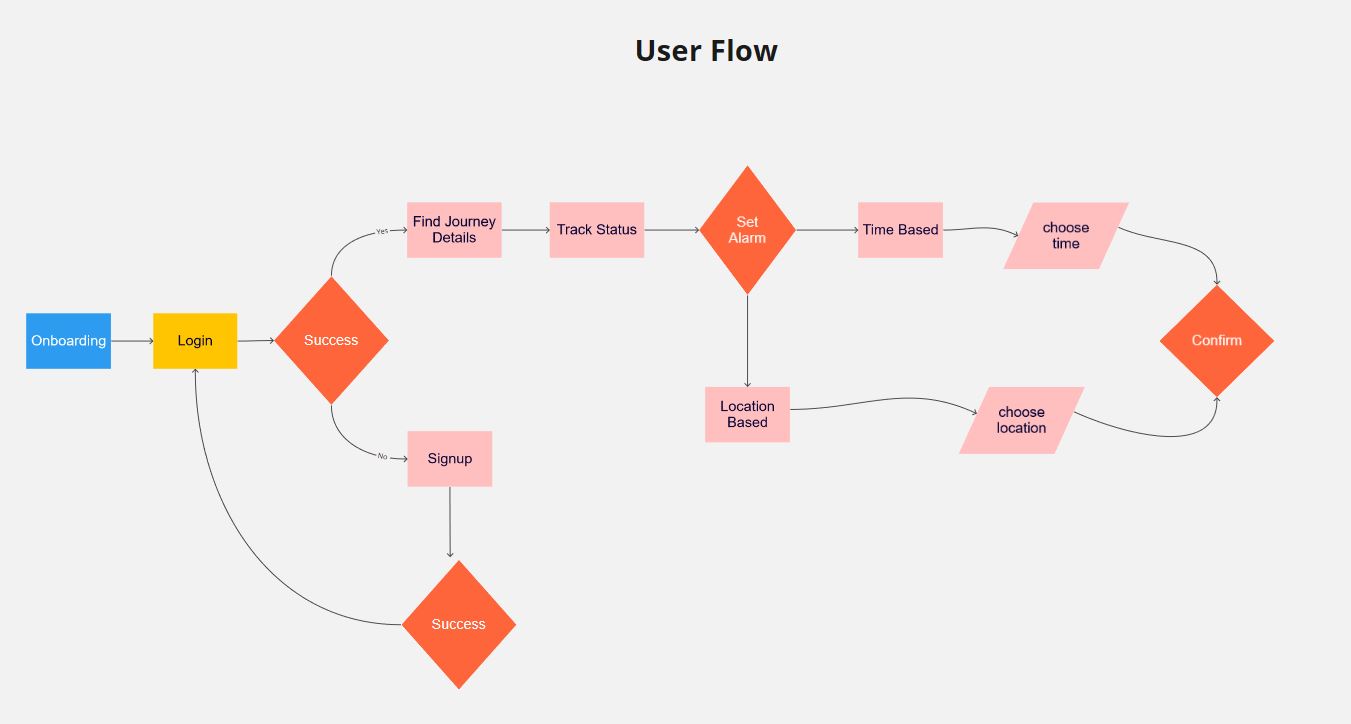 User Flow
Onboarding
Login
Success
Yes
Find Journey
Details
Track Status
Set
Alarm
Time Based
choose
time
Confirm
Location
Based
choose
location
No
Signup
Success